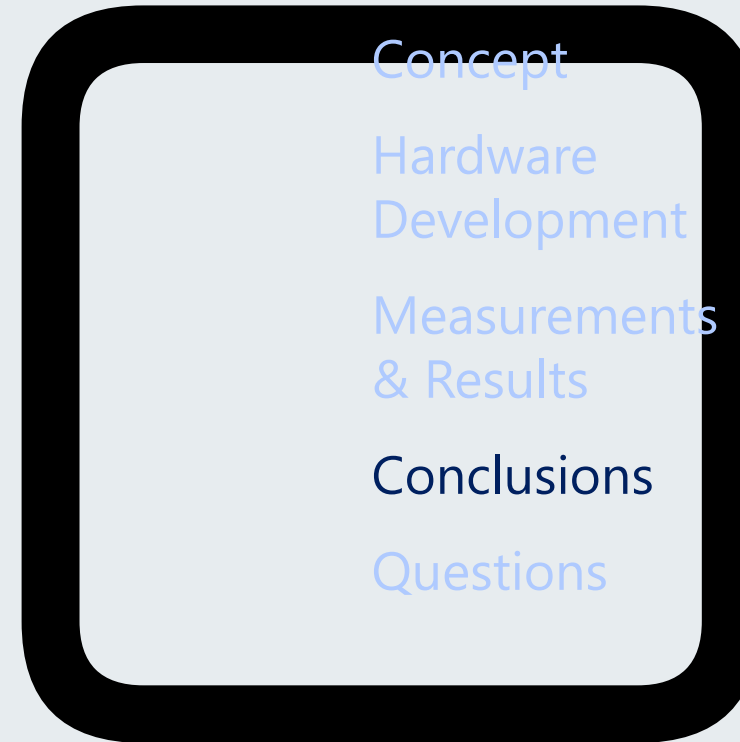 Concept
Hardware
Development
Measurements
& Results
Conclusions
Questions